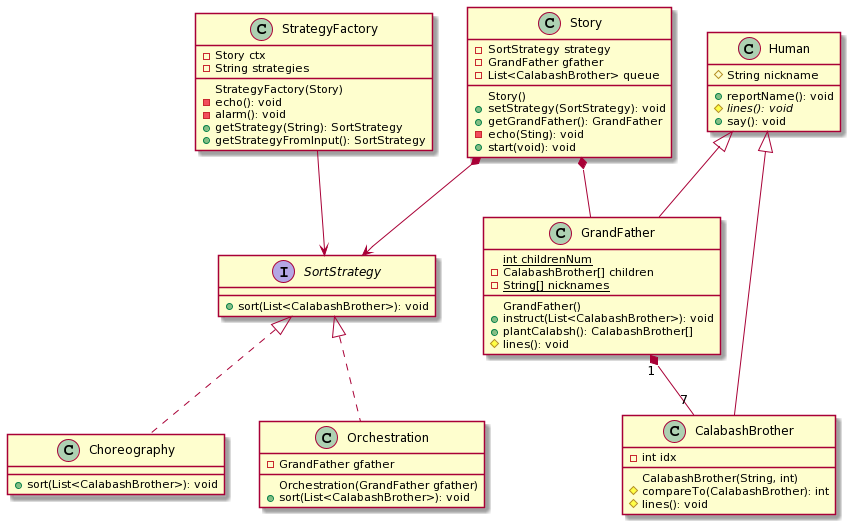 C StrategyFactory
Story ctx
String strategies
StrategyFactory(Story)
echo(): void
alarm(): void
getStrategy(String): SortStrategy
getStrategyFromInput(): SortStrategy
C Story
SortStrategy strategy
GrandFather gfather
List<CalabashBrother> queue
Story()
setStrategy(SortStrategy): void
getGrandFather(): GrandFather
echo(Sting): void
start(void): void
C Human
String nickname
reportName(): void
lines(): void
say(): void
I SortStrategy
sort(List<CalabashBrother>): void
C GrandFather
int childrenNum
CalabashBrother[] children
String[] nicknames
GrandFather()
instruct(List<CalabashBrother>): void
plantCalabsh(): CalabashBrother[]
lines(): void
1
7
C Choreography
sort(List<CalabashBrother>): void
C Orchestration
GrandFather gfather
Orchestration(GrandFather gfather)
sort(List<CalabashBrother>): void
C CalabashBrother
int idx
CalabashBrother(String, int)
compareTo(CalabashBrother): int
lines(): void